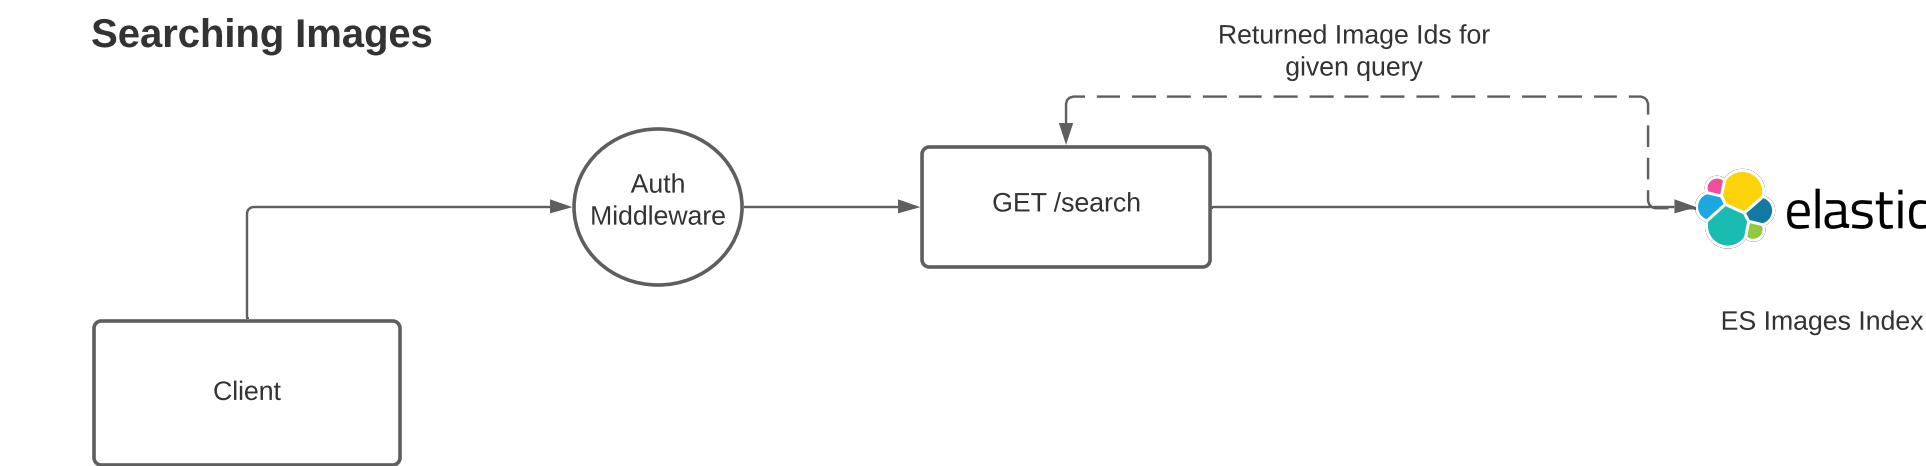 Searching Images
Returned Image Ids for
given query
Auth
Middleware
GET /search
elastic
ES Images Index
Client